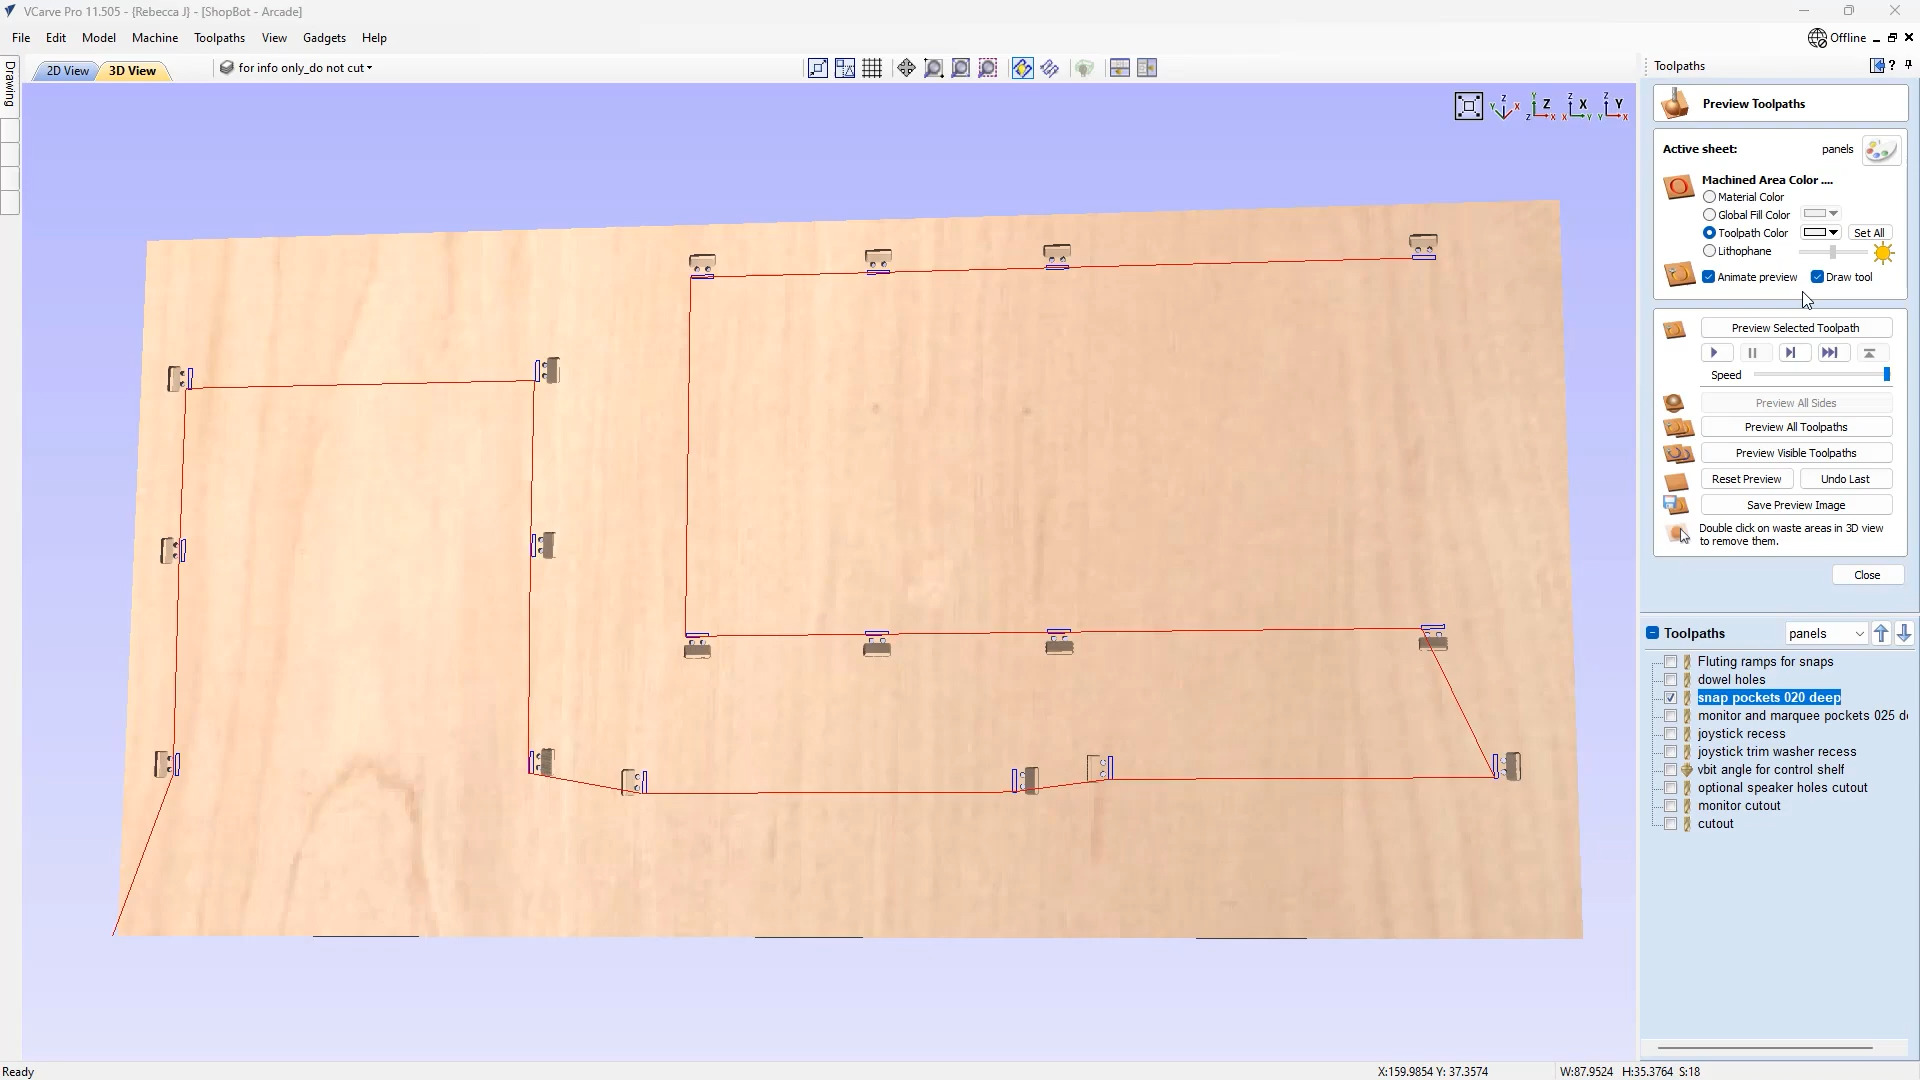 VCarve Pro 11.505 - {Rebecca J} - [ShopBot - Arcade]
File Edit Model Machine Toolpaths View Gadgets Help
Offline
Drawing
2D View 3D View
for info only_do not cut
Toolpaths
Preview Toolpaths
Active sheet: panels
Machined Area Color ....
Material Color
Global Fill Color
Toolpath Color Set All
Lithophane
Animate preview Draw tool
Preview Selected Toolpath
Speed
Preview All Sides
Preview All Toolpaths
Preview Visible Toolpaths
Reset Preview Undo Last
Save Preview Image
Double click on waste areas in 3D view
to remove them.
Close
Toolpaths panels
Fluting ramps for snaps
dowel holes
snap pockets 020 deep
monitor and marquee pockets 025 d
joystick recess
joystick trim washer recess
vbit angle for control shelf
optional speaker holes cutout
monitor cutout
cutout
Z Y X
Y Z X
Z X Y
Z Y X
Ready
X:159.9854 Y: 37.3574
W:87.9524 H:35.3764 S:18